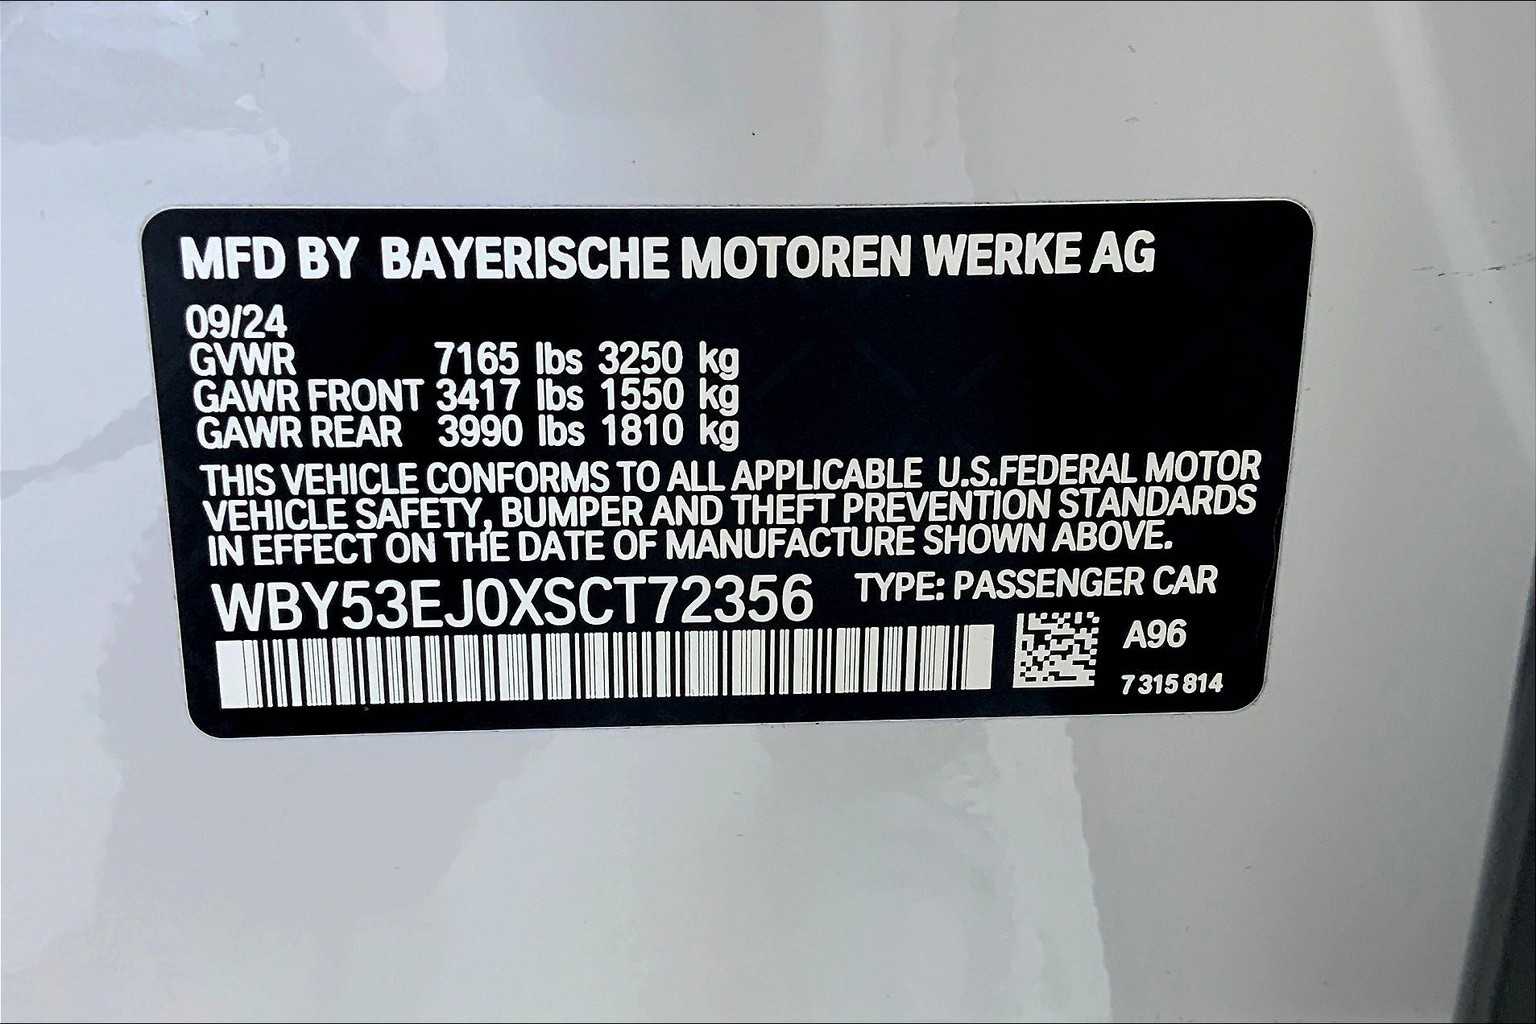 MFD BY BAYERISCHE MOTOREN WERKE AG
09/24
GVWR 7165 lbs 3250 kg
GAWR FRONT 3417 lbs 1550 kg
GAWR REAR 3990 lbs 1810 kg
THIS VEHICLE CONFORMS TO ALL APPLICABLE U.S.FEDERAL MOTOR
VEHICLE SAFETY, BUMPER AND THEFT PREVENTION STANDARDS
IN EFFECT ON THE DATE OF MANUFACTURE SHOWN ABOVE.
WBY53EJ0XSCT72356 TYPE: PASSENGER CAR
A96
7 315 814